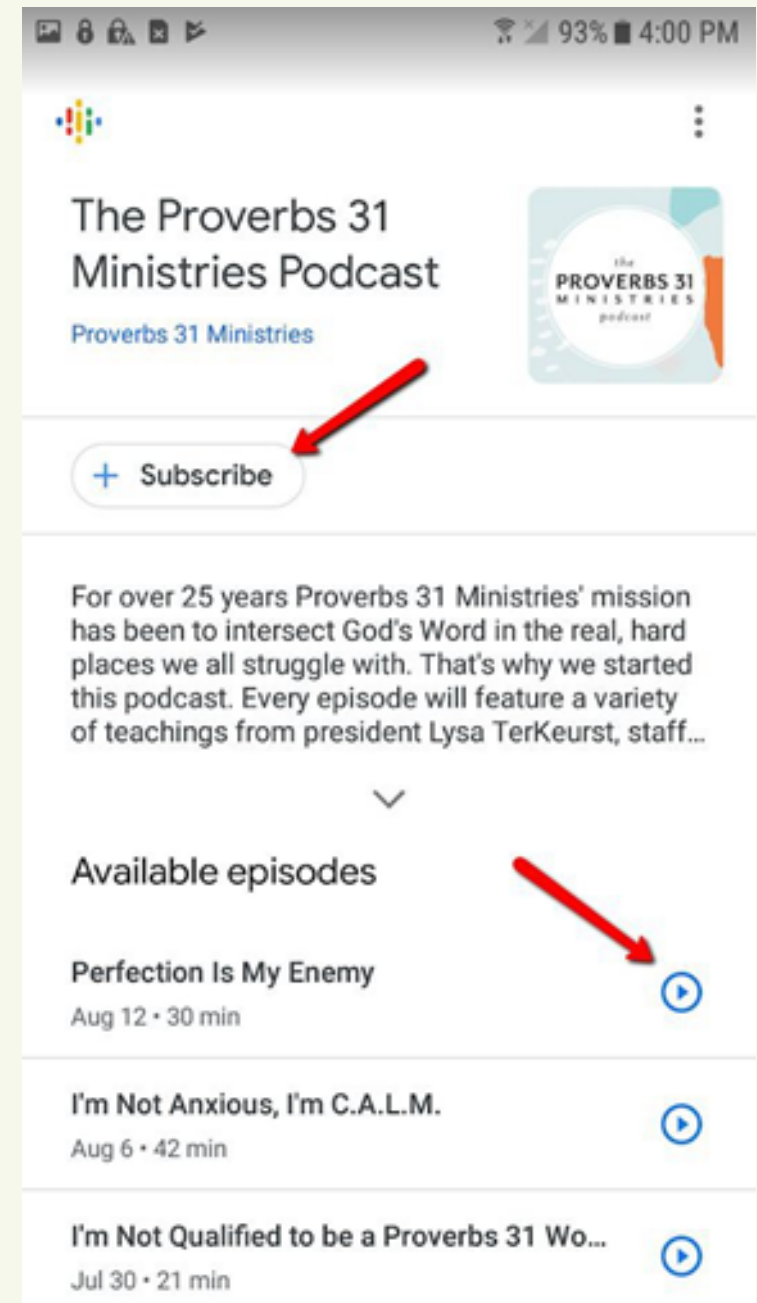 93% 4:00 PM
The Proverbs 31
Ministries Podcast
the
PROVERBS 31
MINISTRIES
podcast
Proverbs 31 Ministries
+ Subscribe
For over 25 years Proverbs 31 Ministries' mission
has been to intersect God's Word in the real, hard
places we all struggle with. That's why we started
this podcast. Every episode will feature a variety
of teachings from president Lysa TerKeurst, staff...
Available episodes
Perfection Is My Enemy
Aug 12 • 30 min
I'm Not Anxious, I'm C.A.L.M.
Aug 6 • 42 min
I'm Not Qualified to be a Proverbs 31 Wo...
Jul 30 • 21 min